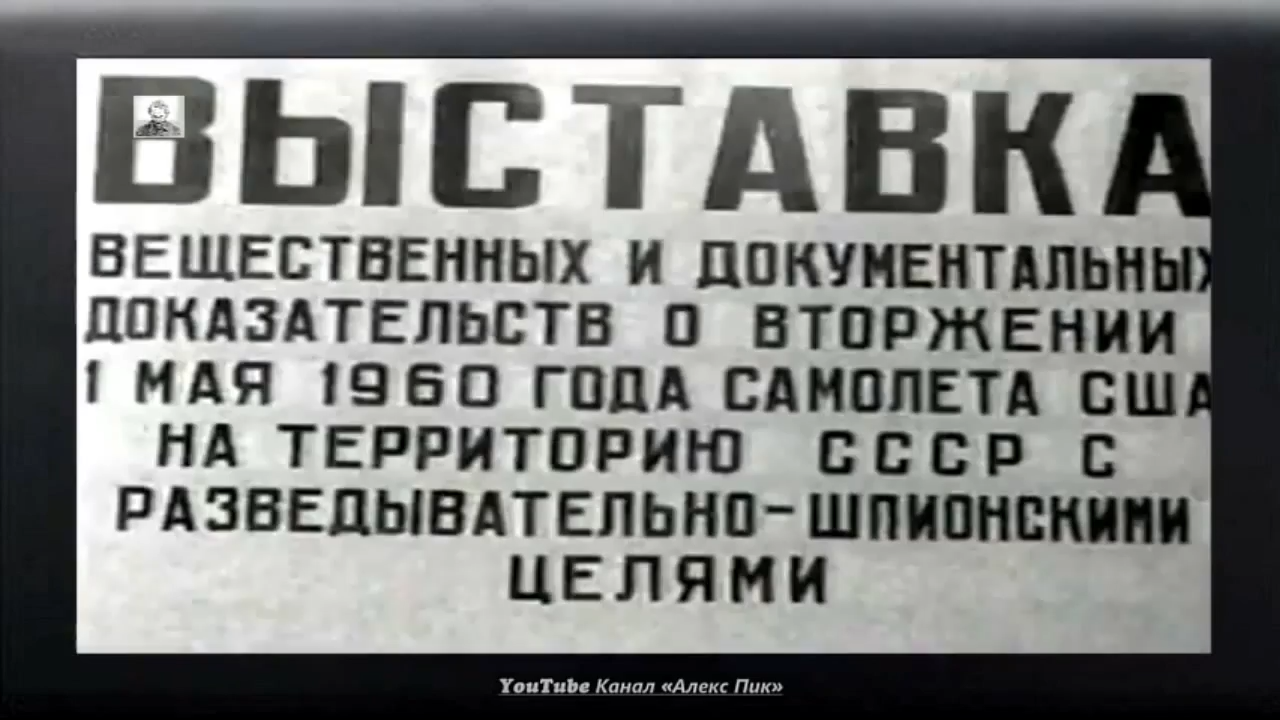 ВЫСТАВКА
ВЕЩЕСТВЕННЫХ И ДОКУМЕНТАЛЬНЫХ
ДОКАЗАТЕЛЬСТВ О ВТОРЖЕНИИ
1 МАЯ 1960 ГОДА САМОЛЕТА США
НА ТЕРРИТОРИЮ СССР С
РАЗВЕДЫВАТЕЛЬНО-ШПИОНСКИМИ
ЦЕЛЯМИ
YouTube Канал «Алекс Пик»